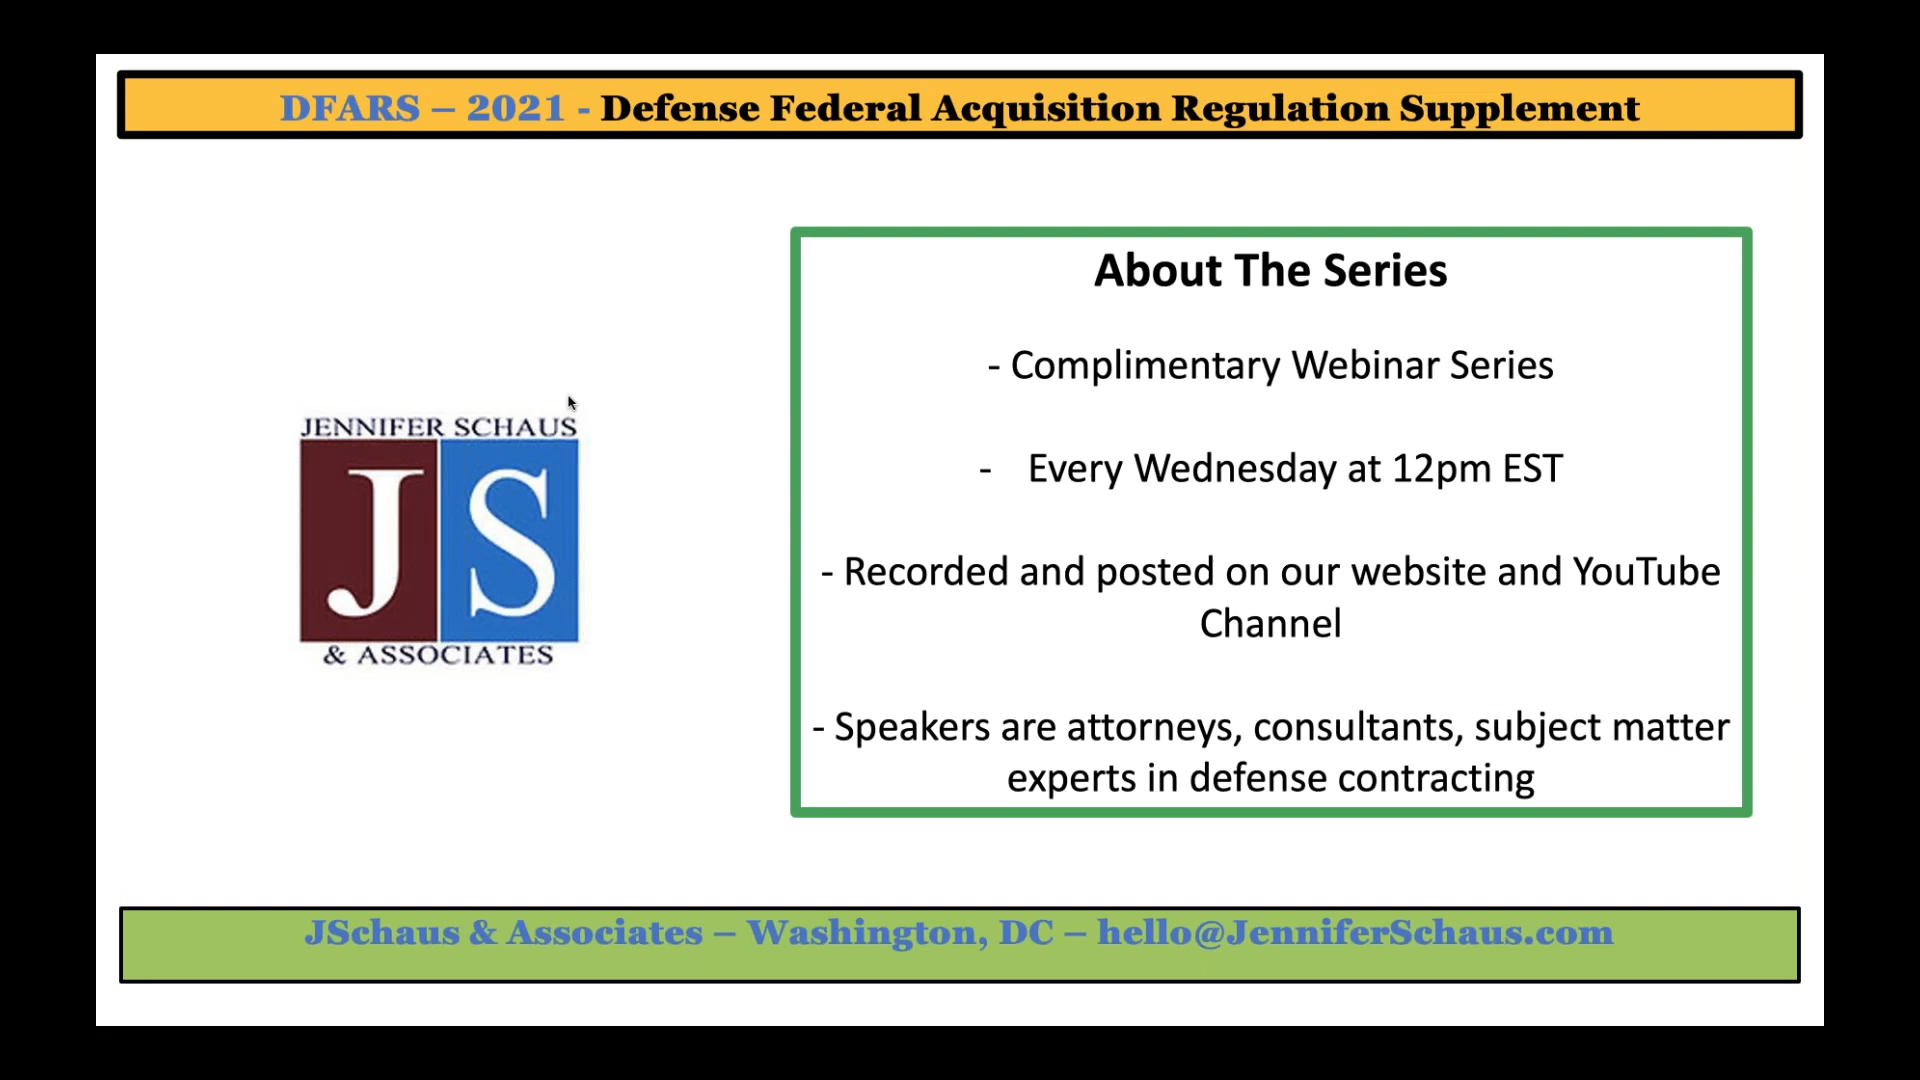 DFARS – 2021 - Defense Federal Acquisition Regulation Supplement
JENNIFER SCHAUS
JS
& ASSOCIATES
About The Series
- Complimentary Webinar Series
- Every Wednesday at 12pm EST
- Recorded and posted on our website and YouTube
Channel
- Speakers are attorneys, consultants, subject matter
experts in defense contracting
JSchaus & Associates – Washington, DC – hello@JenniferSchaus.com